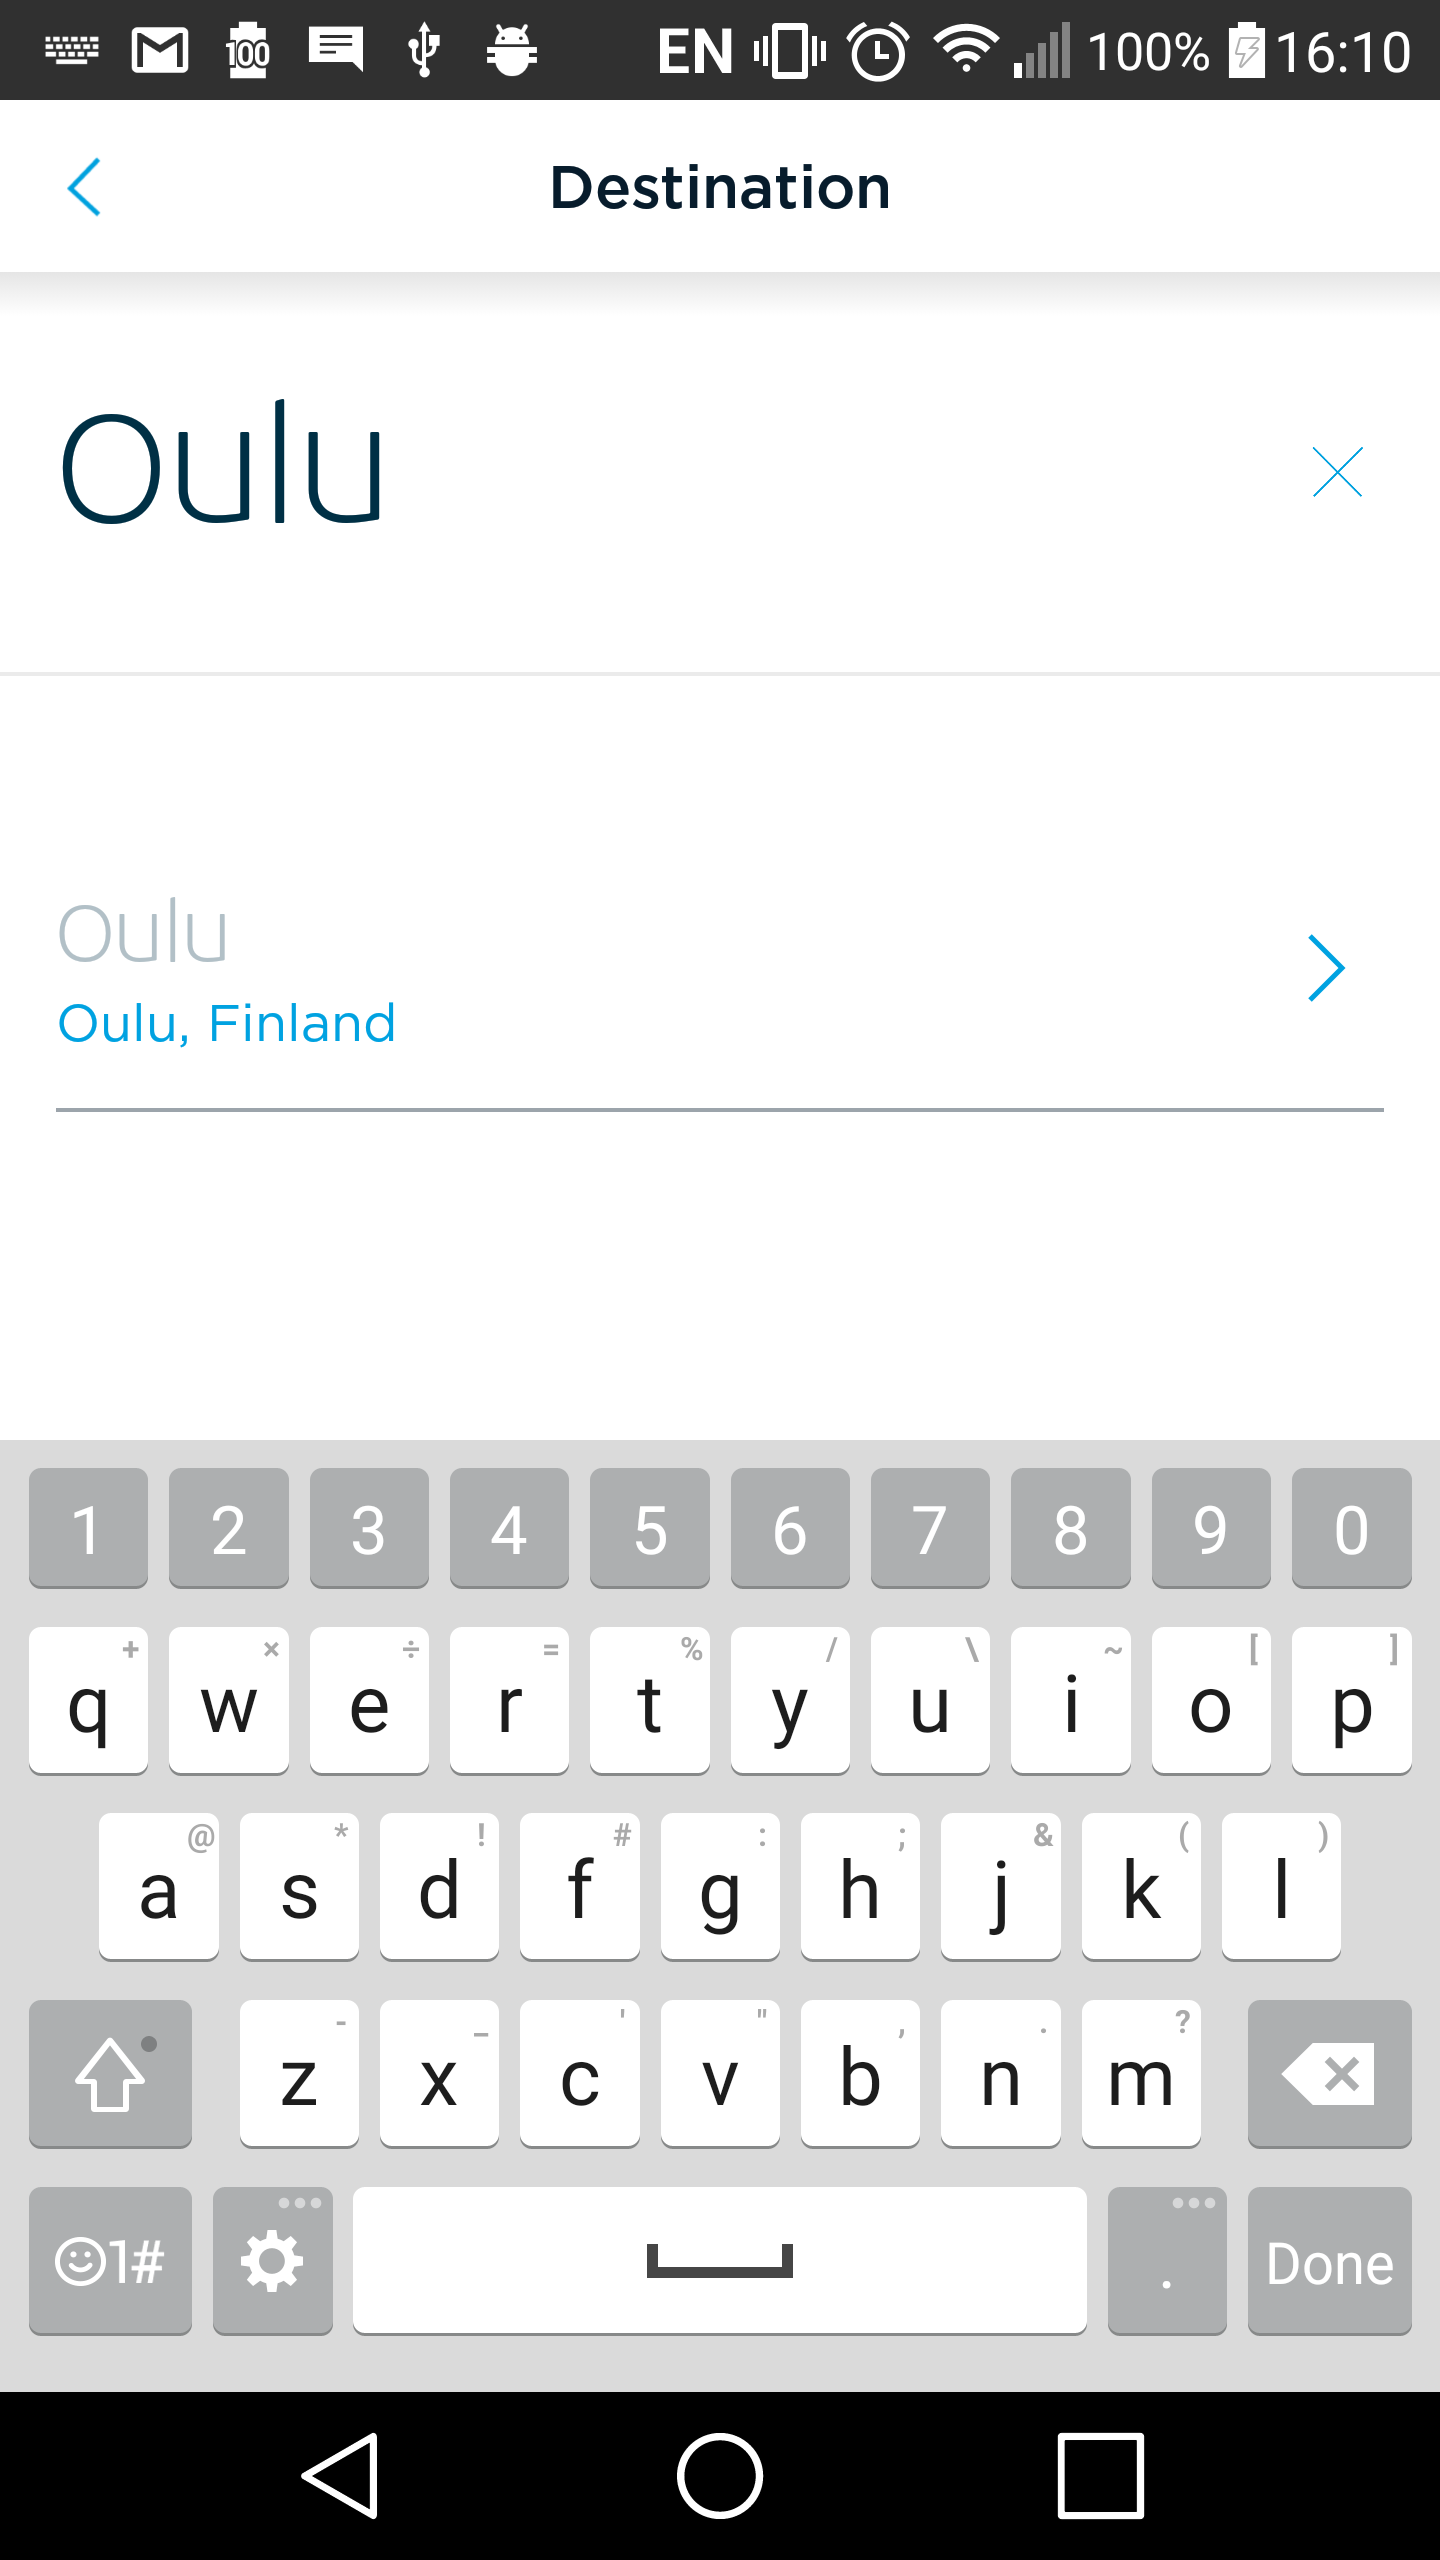 100 EN 100% 16:10
Destination
Oulu
Oulu
Oulu, Finland
1 2 3 4 5 6 7 8 9 0
+ × ÷ = % / \ ~ [ ]
q w e r t y u i o p
@ * ! # : ; & ( )
a s d f g h j k l
- _ ' " , . ?
z x c v b n m
1# . Done